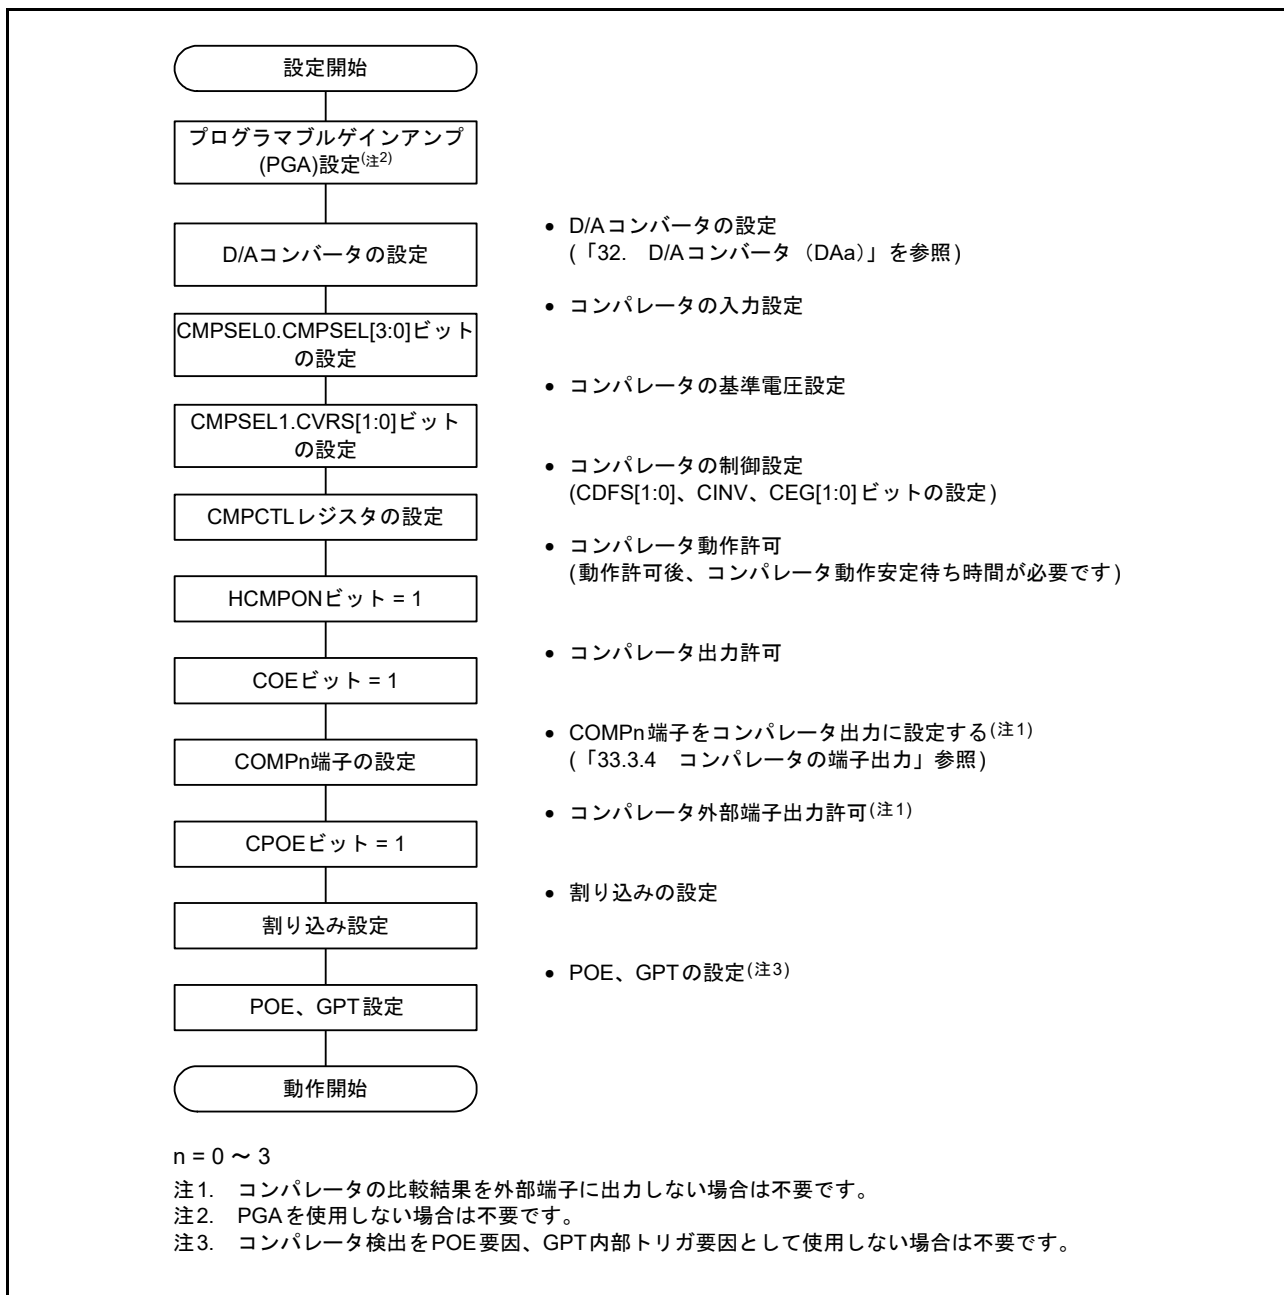 設定開始
プログラマブルゲインアンプ
(PGA)設定(注2)
D/Aコンバータの設定
• D/Aコンバータの設定
(「32. D/Aコンバータ（DAa）」を参照)
CMPSEL0.CMPSEL[3:0]ビット
の設定
• コンパレータの入力設定
CMPSEL1.CVRS[1:0]ビット
の設定
• コンパレータの基準電圧設定
CMPCTLレジスタの設定
• コンパレータの制御設定
(CDFS[1:0]、CINV、CEG[1:0]ビットの設定)
HCMPONビット = 1
• コンパレータ動作許可
(動作許可後、コンパレータ動作安定待ち時間が必要です)
COEビット = 1
• コンパレータ出力許可
COMPn端子の設定
• COMPn端子をコンパレータ出力に設定する(注1)
(「33.3.4 コンパレータの端子出力」参照)
CPOEビット = 1
• コンパレータ外部端子出力許可(注1)
割り込み設定
• 割り込みの設定
POE、GPT設定
• POE、GPTの設定(注3)
動作開始
n = 0 ～ 3
注1. コンパレータの比較結果を外部端子に出力しない場合は不要です。
注2. PGAを使用しない場合は不要です。
注3. コンパレータ検出をPOE要因、GPT内部トリガ要因として使用しない場合は不要です。